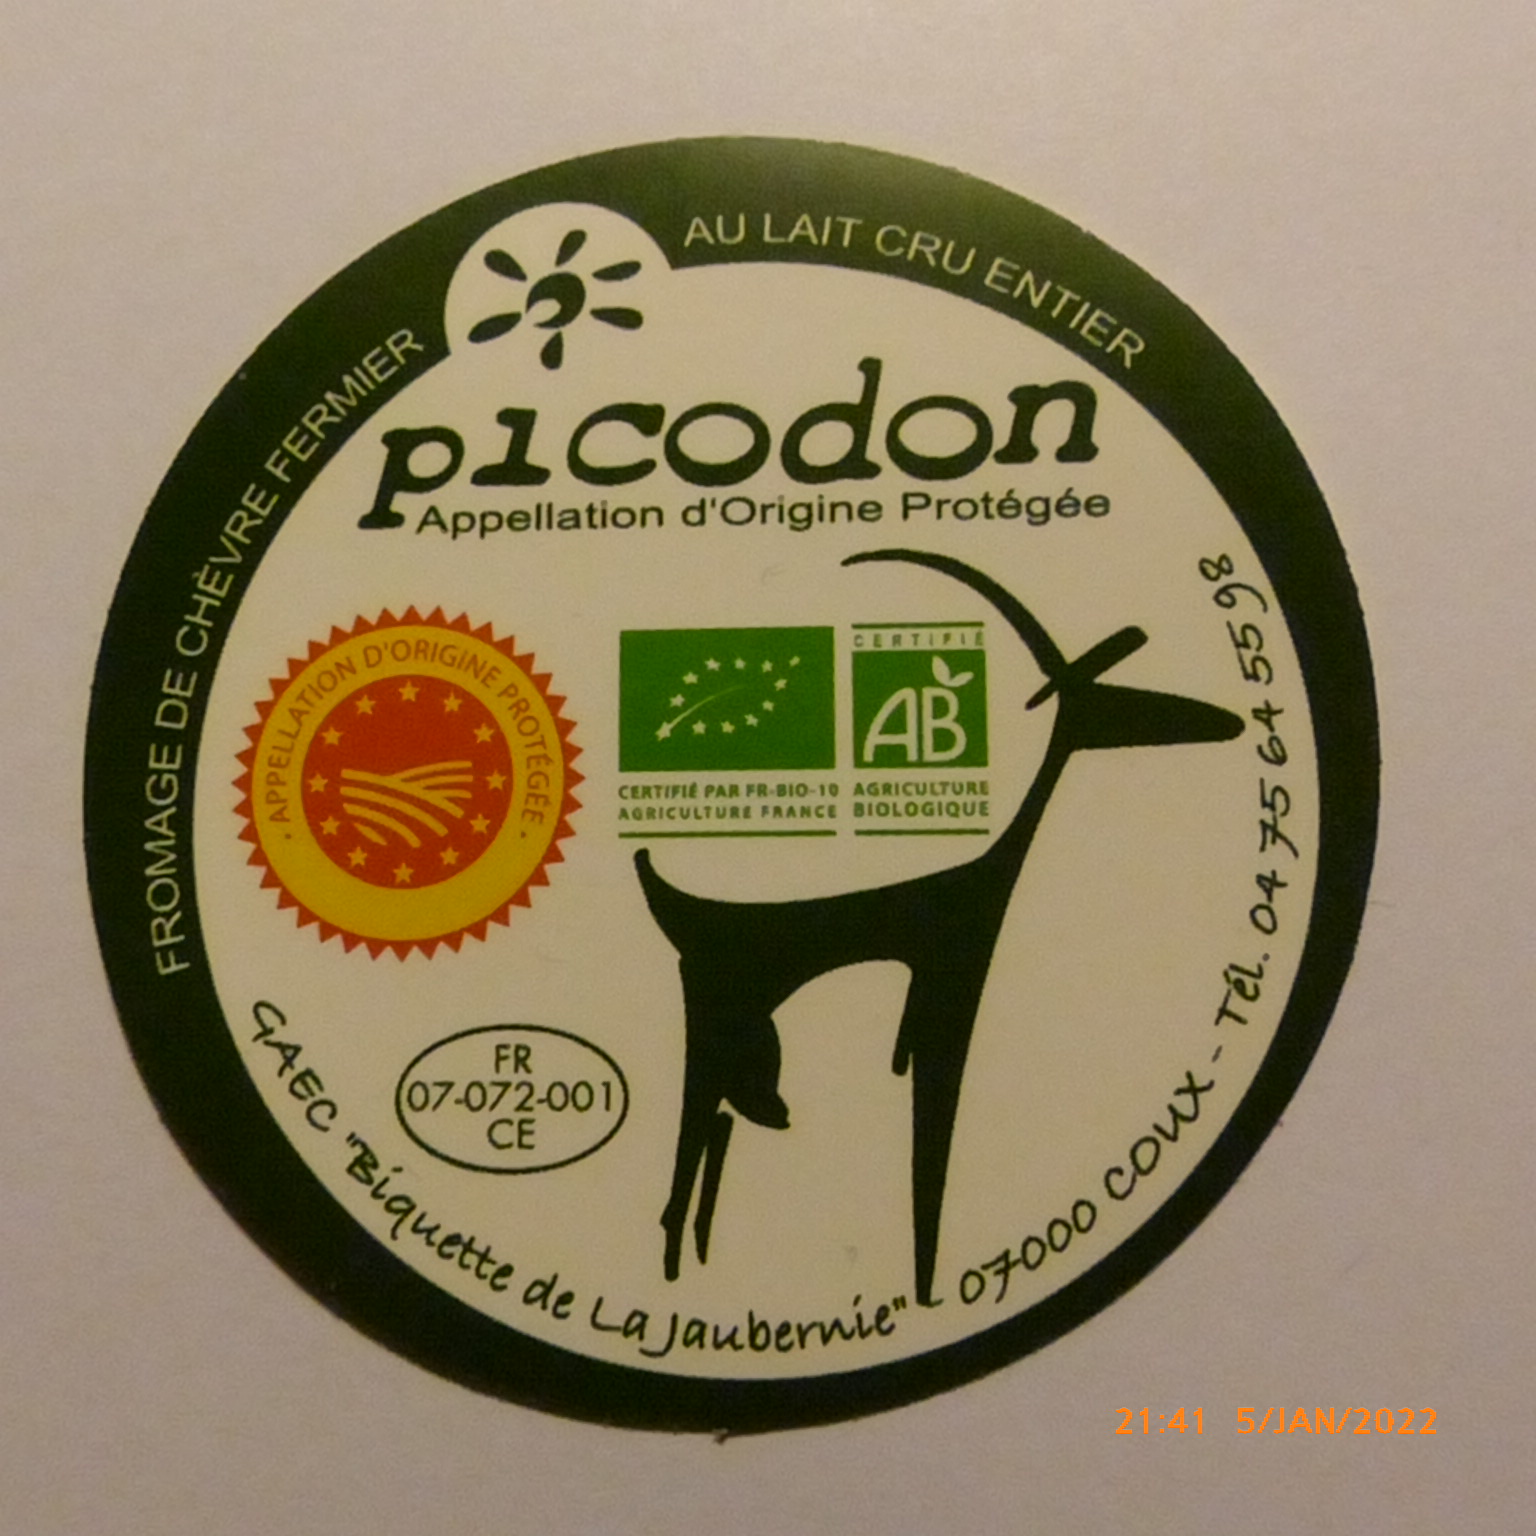 FROMAGE DE CHÈVRE FERMIER
AU LAIT CRU ENTIER
picodon
Appellation d'Origine Protégée
· APPELLATION D'ORIGINE PROTÉGÉE ·
CERTIFIÉ PAR FR-BIO-10
AGRICULTURE FRANCE
CERTIFIÉ
AB
AGRICULTURE
BIOLOGIQUE
FR
07-072-001
CE
GAEC "Biquette de La Jaubernie" - 07000 COUX - Tél. 04 75 64 55 98
21:41 5/JAN/2022